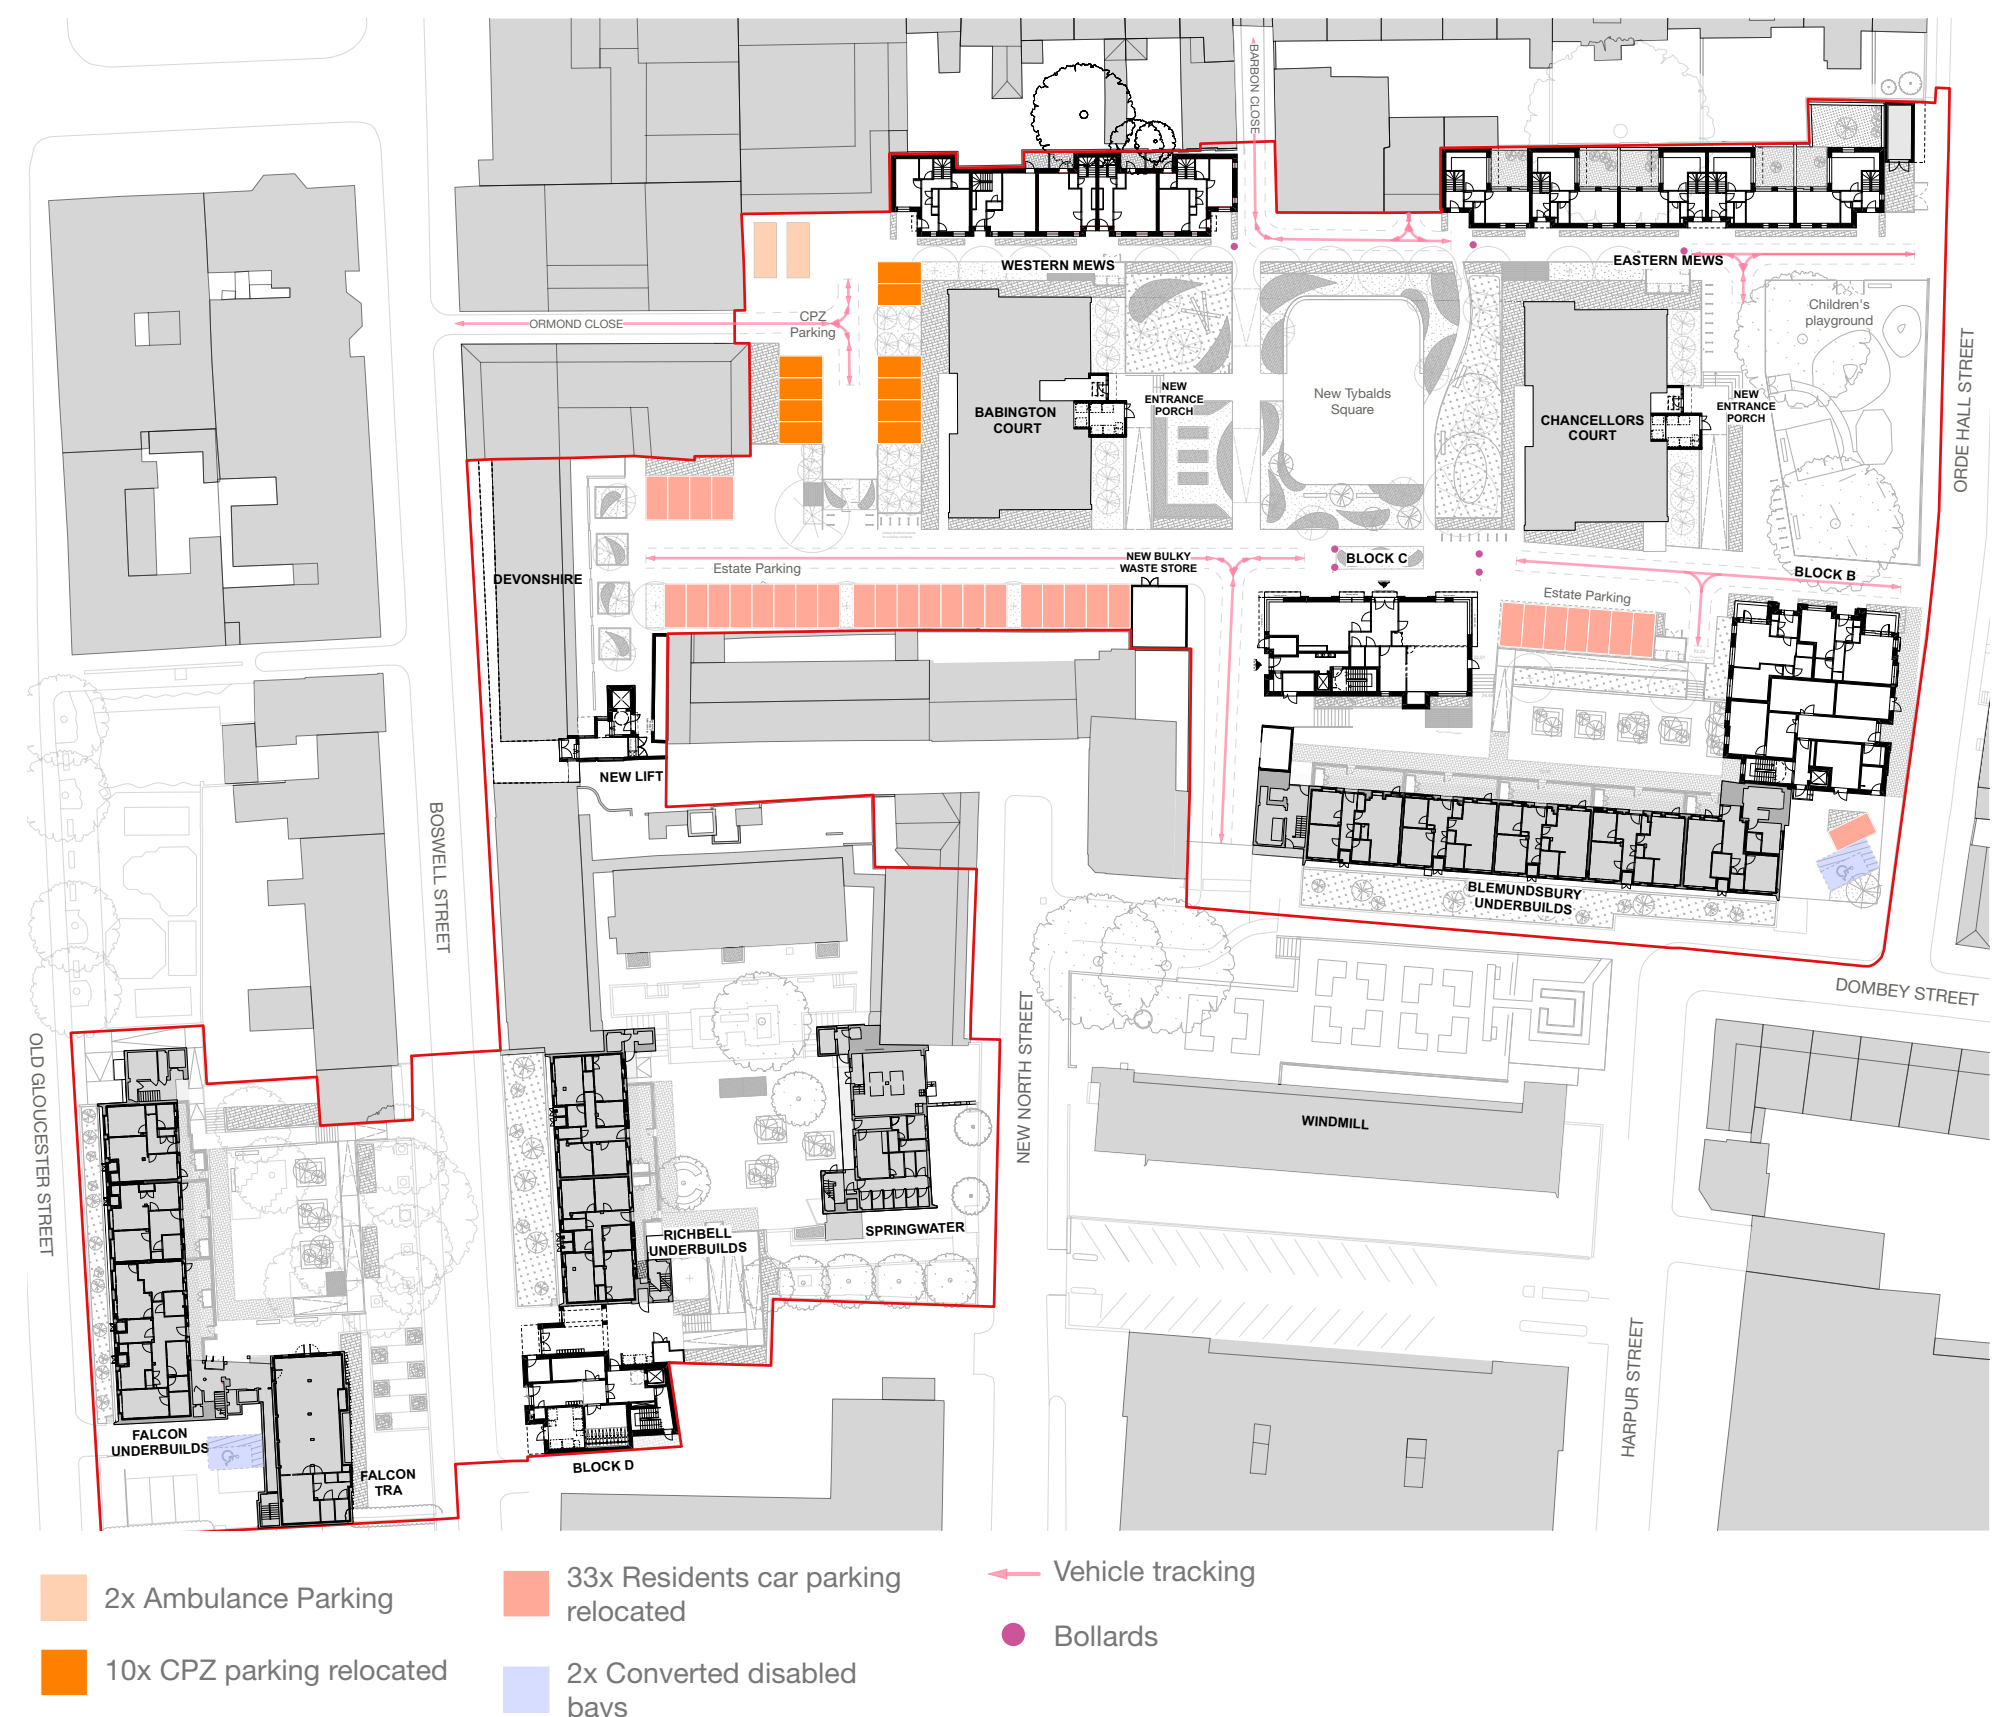 BARBON CLOSE
WESTERN MEWS
EASTERN MEWS
ORMOND CLOSE
CPZ
Parking
Children's
playground
ORDE HALL STREET
BABINGTON
COURT
NEW
ENTRANCE
PORCH
New Tybalds
Square
CHANCELLORS
COURT
NEW
ENTRANCE
PORCH
DEVONSHIRE
Estate Parking
NEW BULKY
WASTE STORE
BLOCK C
BLOCK B
Estate Parking
NEW LIFT
BOSWELL STREET
BLEMUNDSBURY
UNDERBUILDS
DOMBEY STREET
OLD GLOUCESTER STREET
NEW NORTH STREET
WINDMILL
RICHBELL
UNDERBUILDS
SPRINGWATER
HARPUR STREET
FALCON
UNDERBUILDS
FALCON
TRA
BLOCK D
2x Ambulance Parking
10x CPZ parking relocated
33x Residents car parking
relocated
2x Converted disabled
bays
Vehicle tracking
Bollards